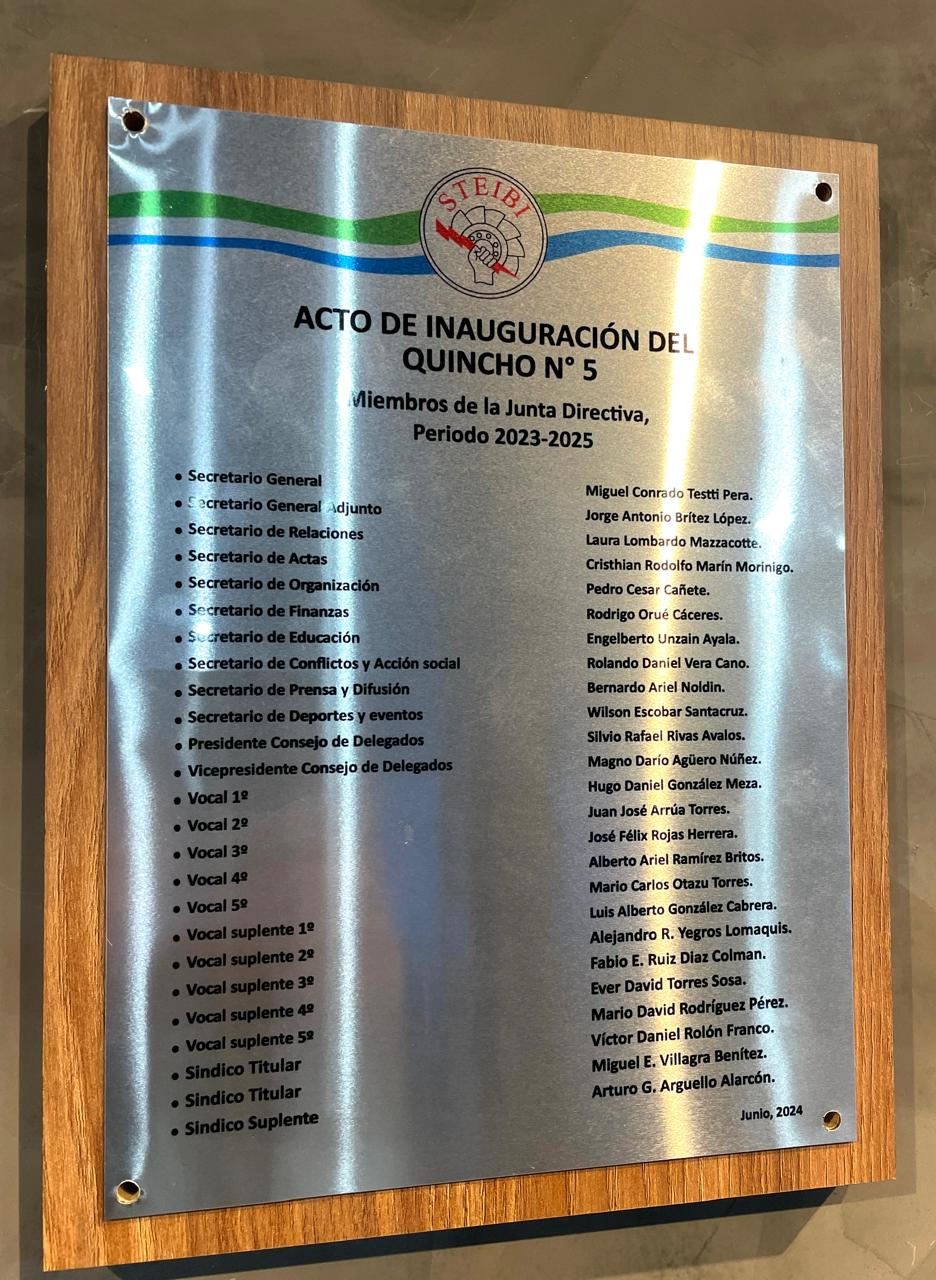 STEIBI
ACTO DE INAUGURACIÓN DEL
QUINCHO N° 5
Miembros de la Junta Directiva,
Periodo 2023-2025
• Secretario General Miguel Conrado Testti Pera.
• Secretario General Adjunto Jorge Antonio Brítez López.
• Secretario de Relaciones Laura Lombardo Mazzacotte.
• Secretario de Actas Cristhian Rodolfo Marín Morinigo.
• Secretario de Organización Pedro Cesar Cañete.
• Secretario de Finanzas Rodrigo Orué Cáceres.
• Secretario de Educación Engelberto Unzain Ayala.
• Secretario de Conflictos y Acción social Rolando Daniel Vera Cano.
• Secretario de Prensa y Difusión Bernardo Ariel Noldin.
• Secretario de Deportes y eventos Wilson Escobar Santacruz.
• Presidente Consejo de Delegados Silvio Rafael Rivas Avalos.
• Vicepresidente Consejo de Delegados Magno Darío Agüero Núñez.
• Vocal 1º Hugo Daniel González Meza.
• Vocal 2º Juan José Arrúa Torres.
• Vocal 3º José Félix Rojas Herrera.
• Vocal 4º Alberto Ariel Ramírez Britos.
• Vocal 5º Mario Carlos Otazu Torres.
• Vocal suplente 1º Luis Alberto González Cabrera.
• Vocal suplente 2º Alejandro R. Yegros Lomaquis.
• Vocal suplente 3º Fabio E. Ruiz Diaz Colman.
• Vocal suplente 4º Ever David Torres Sosa.
• Vocal suplente 5º Mario David Rodríguez Pérez.
• Sindico Titular Víctor Daniel Rolón Franco.
• Sindico Titular Miguel E. Villagra Benítez.
• Sindico Suplente Arturo G. Arguello Alarcón.
Junio, 2024